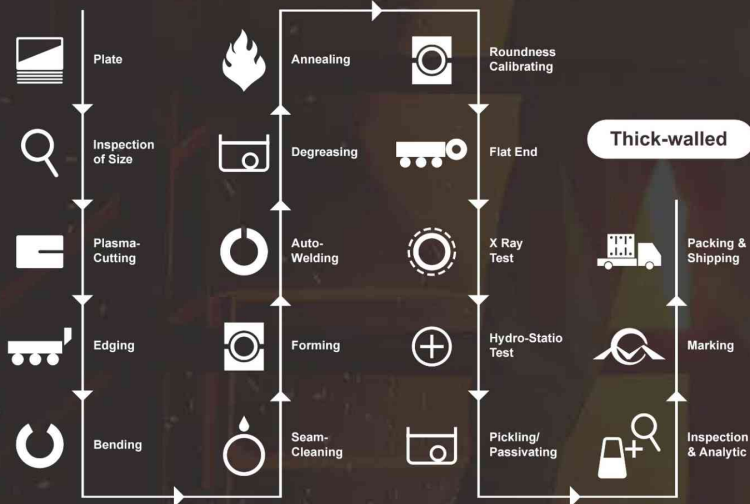 Plate
Inspection
of Size
Plasma-
Cutting
Edging
Bending
Seam-
Cleaning
Forming
Auto-
Welding
Degreasing
Annealing
Roundness
Calibrating
Flat End
X Ray
Test
Hydro-Statio
Test
Pickling/
Passivating
Inspection
& Analytic
Marking
Packing &
Shipping
Thick-walled